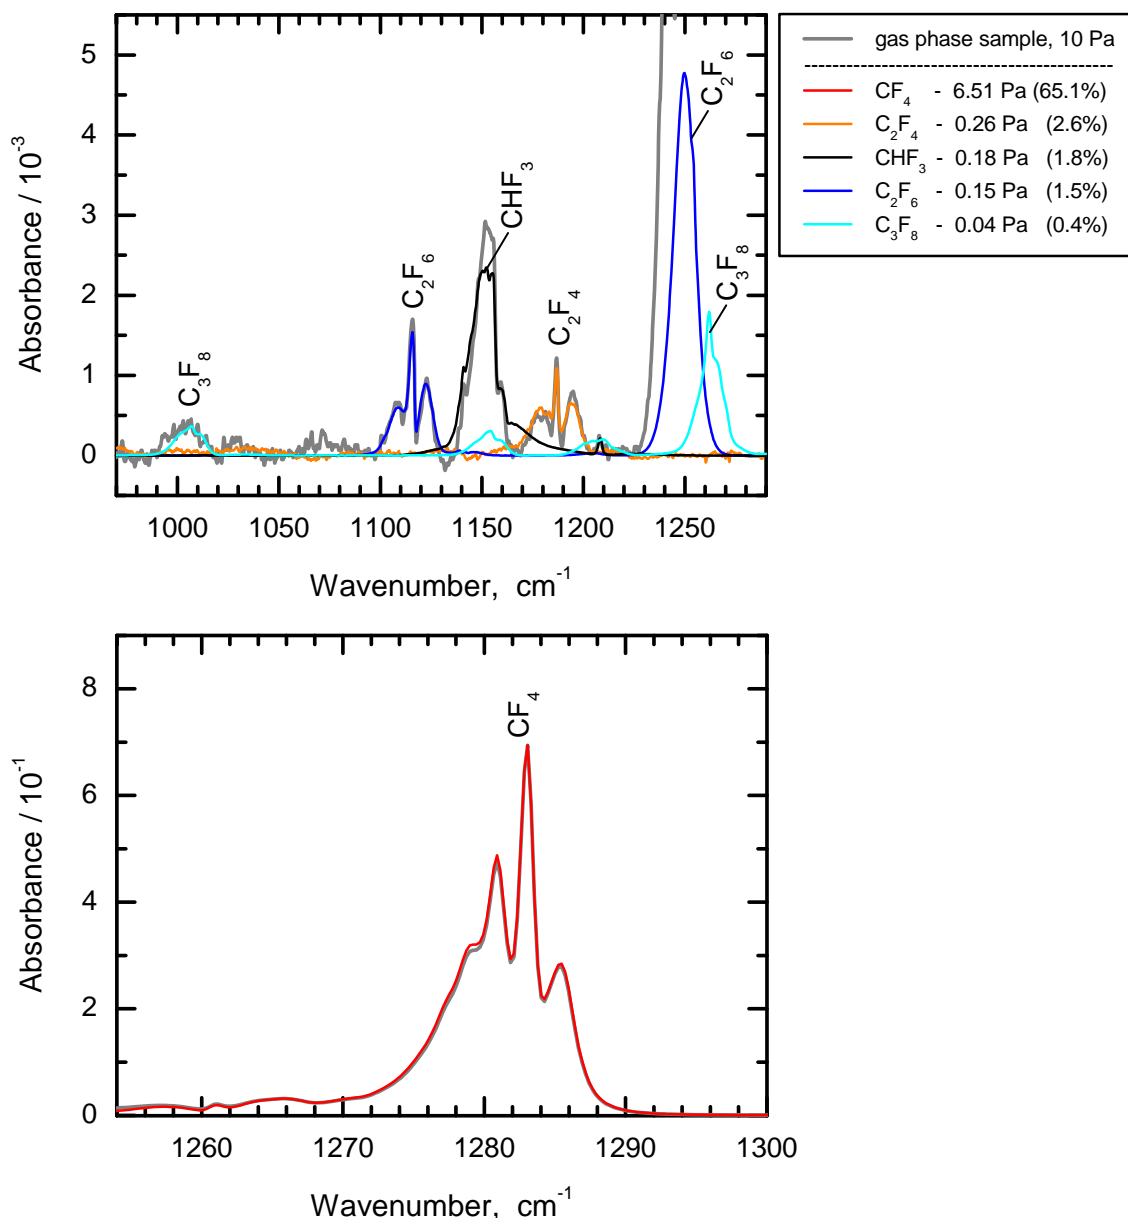 5
4
3
2
1
0
Absorbance / 10⁻³
C₃F₈
C₂F₆
CHF₃
C₂F₄
C₂F₆
C₃F₈
1000 1050 1100 1150 1200 1250
Wavenumber, cm⁻¹
gas phase sample, 10 Pa
CF₄ - 6.51 Pa (65.1%)
C₂F₄ - 0.26 Pa (2.6%)
CHF₃ - 0.18 Pa (1.8%)
C₂F₆ - 0.15 Pa (1.5%)
C₃F₈ - 0.04 Pa (0.4%)
8
6
4
2
0
Absorbance / 10⁻¹
CF₄
1260 1270 1280 1290 1300
Wavenumber, cm⁻¹